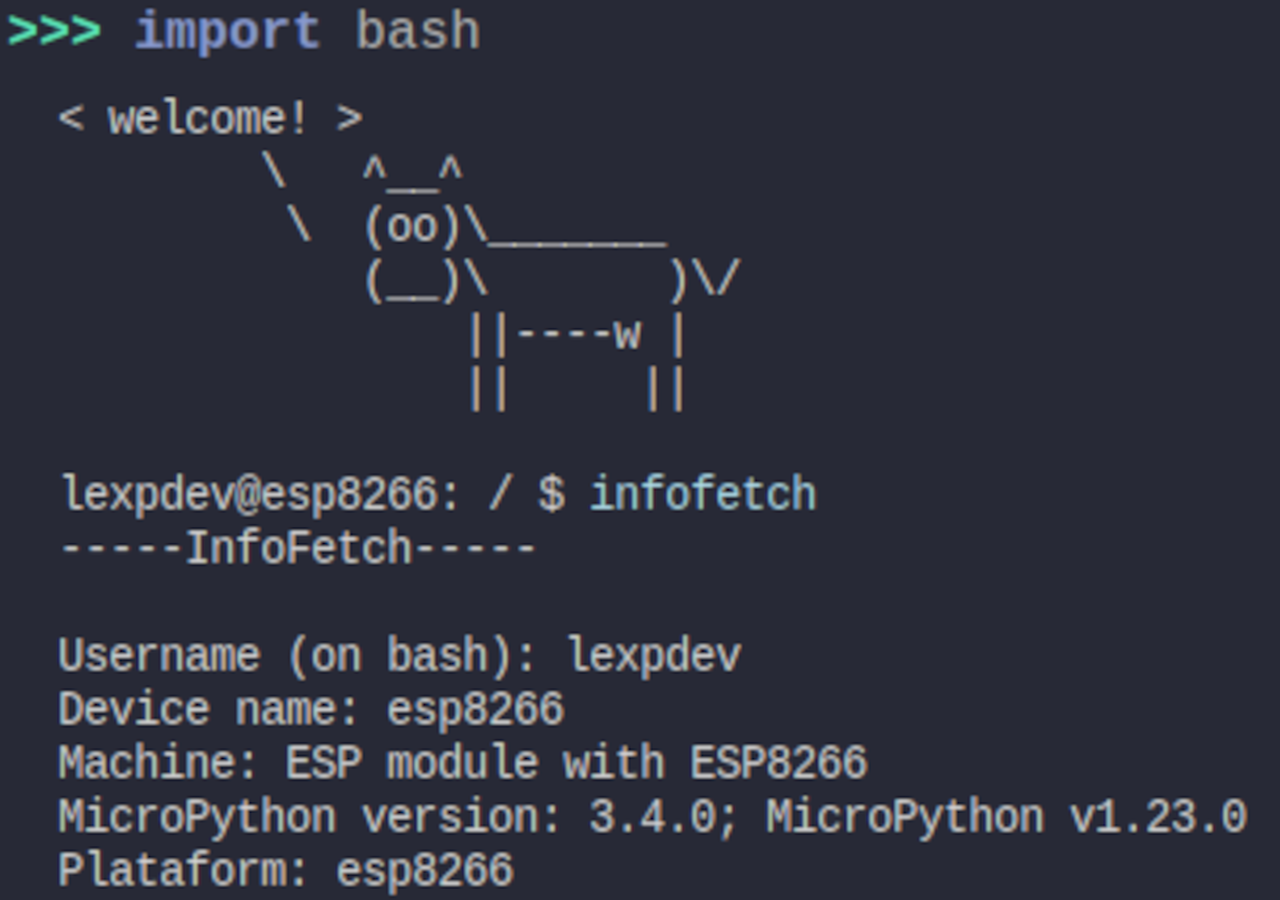 >>> import bash
< welcome! >
        \   ^__^
         \  (oo)\_______
            (__)\       )\/
                ||----w |
                ||     ||
lexpdev@esp8266: / $ infofetch
-----InfoFetch-----
Username (on bash): lexpdev
Device name: esp8266
Machine: ESP module with ESP8266
MicroPython version: 3.4.0; MicroPython v1.23.0
Plataform: esp8266